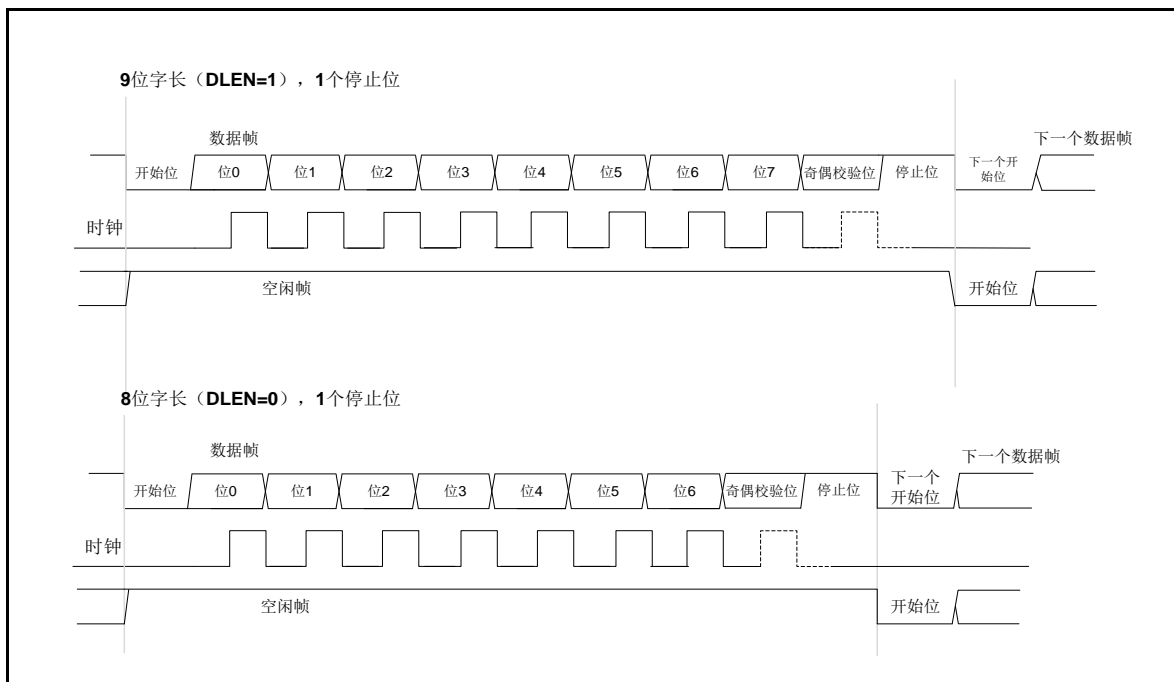 9位字长（DLEN=1），1个停止位
数据帧
下一个数据帧
开始位 位0 位1 位2 位3 位4 位5 位6 位7 奇偶校验位 停止位 下一个开
始位
时钟
空闲帧 开始位
8位字长（DLEN=0），1个停止位
数据帧
下一个数据帧
开始位 位0 位1 位2 位3 位4 位5 位6 奇偶校验位 停止位 下一个
开始位
时钟
空闲帧 开始位